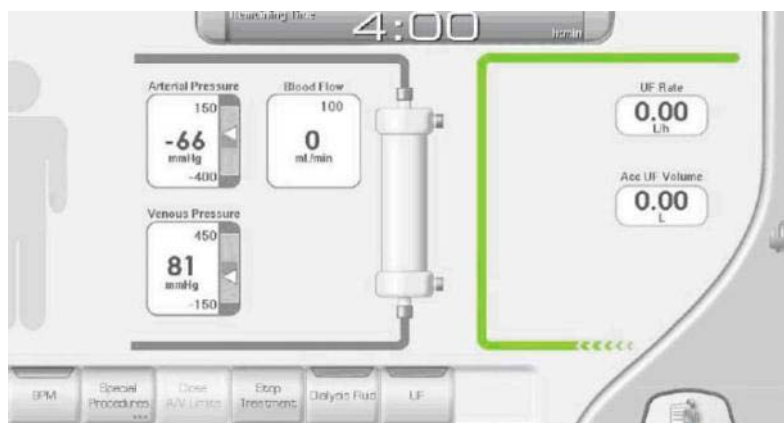 Remaining Time
4:00
h:min
Arterial Pressure
150
-66
mmHg
-400
Blood Flow
100
0
mL/min
Venous Pressure
450
81
mmHg
-150
UF Rate
0.00
L/h
Acc UF Volume
0.00
L
BPM
Special
Procedures
...
Close
A/V Limits
Stop
Treatment
Dialysis Fluid
UF